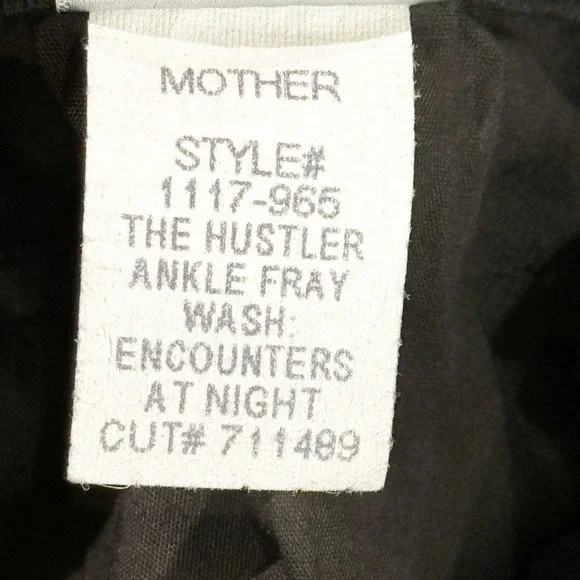 MOTHER
STYLE#
1117-965
THE HUSTLER
ANKLE FRAY
WASH:
ENCOUNTERS
AT NIGHT
CUT# 711489